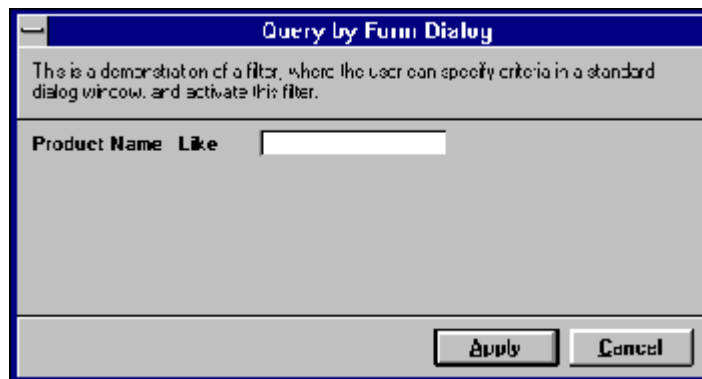 Query by Form Dialog
This is a demonstration of a filter, where the user can specify criteria in a standard
dialog window, and activate this filter.
Product Name Like
Apply Cancel